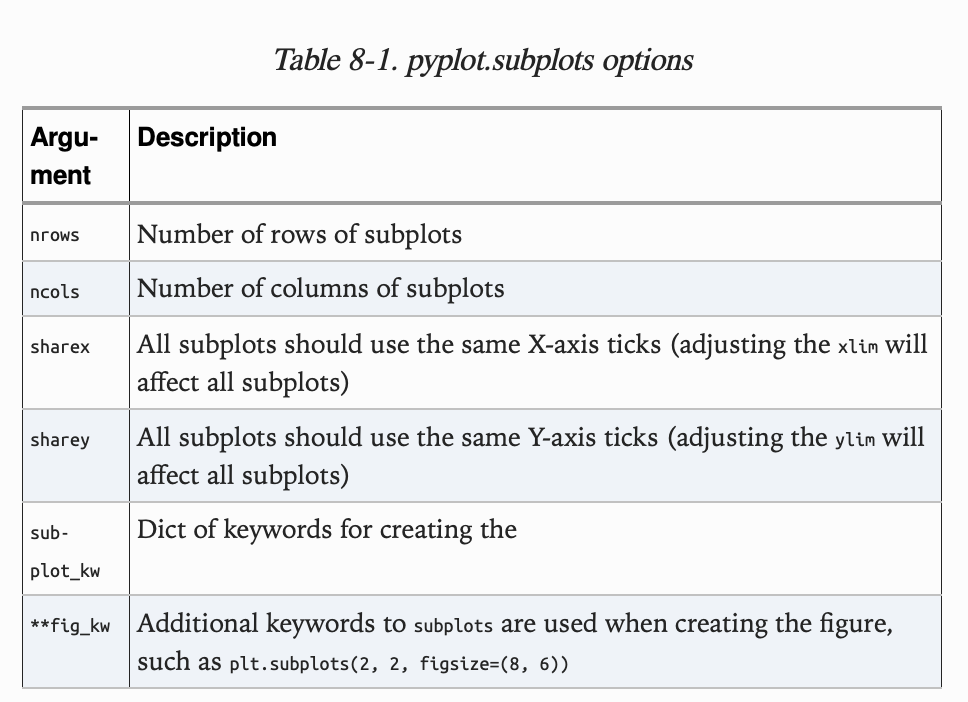 Table 8-1. pyplot.subplots options
Argu-
ment
Description
nrows
Number of rows of subplots
ncols
Number of columns of subplots
sharex
All subplots should use the same X-axis ticks (adjusting the xlim will
affect all subplots)
sharey
All subplots should use the same Y-axis ticks (adjusting the ylim will
affect all subplots)
sub-
plot_kw
Dict of keywords for creating the
**fig_kw
Additional keywords to subplots are used when creating the figure,
such as plt.subplots(2, 2, figsize=(8, 6))